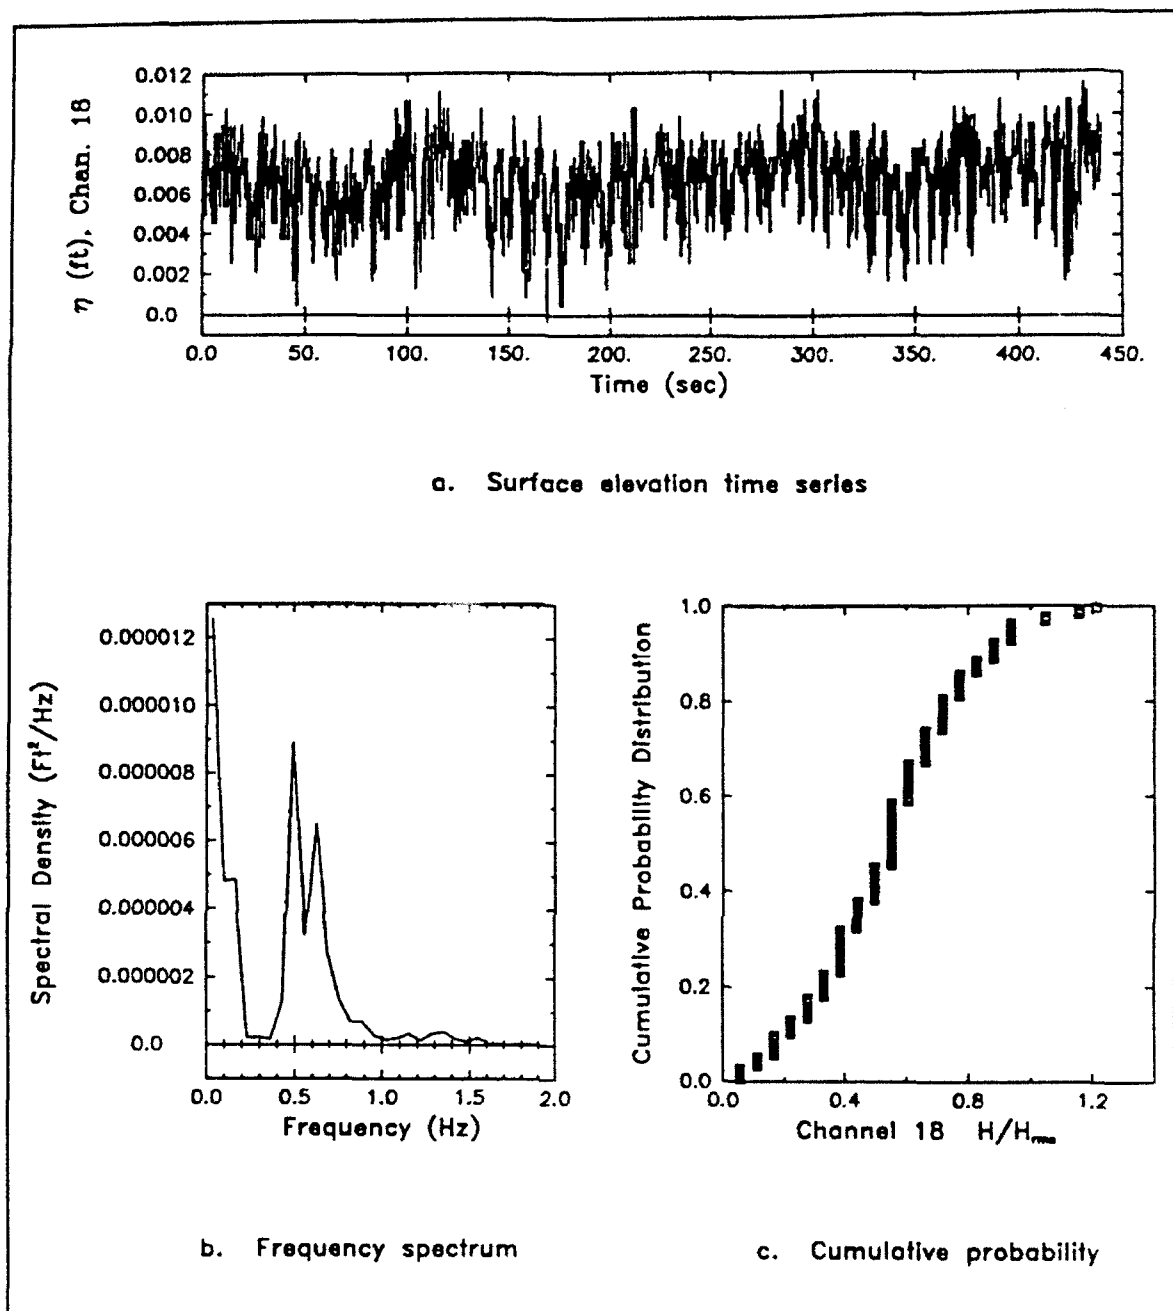 η (ft), Chan. 18
0.012
0.010
0.008
0.006
0.004
0.002
0.0
0.0 50. 100. 150. 200. 250. 300. 350. 400. 450.
Time (sec)
a. Surface elevation time series
Spectral Density (Ft²/Hz)
0.000012
0.000010
0.000008
0.000006
0.000004
0.000002
0.0
0.0 0.5 1.0 1.5 2.0
Frequency (Hz)
b. Frequency spectrum
Cumulative Probability Distribution
1.0
0.8
0.6
0.4
0.2
0.0
0.0 0.4 0.8 1.2
Channel 18 H/Hrms
c. Cumulative probability